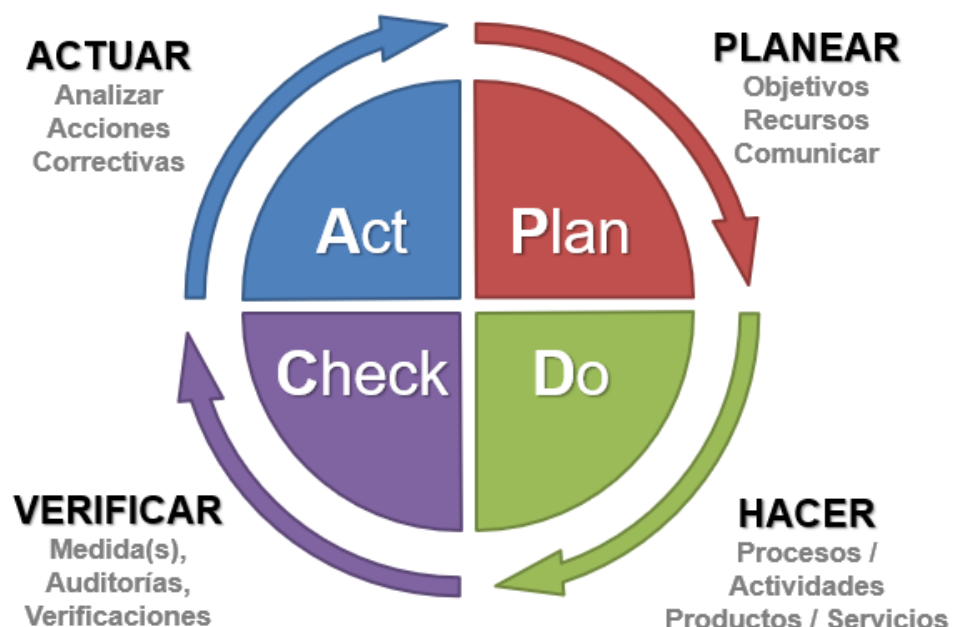 ACTUAR
Analizar
Acciones
Correctivas
PLANEAR
Objetivos
Recursos
Comunicar
Act
Plan
Check
Do
VERIFICAR
Medida(s),
Auditorías,
Verificaciones
HACER
Procesos /
Actividades
Productos / Servicios